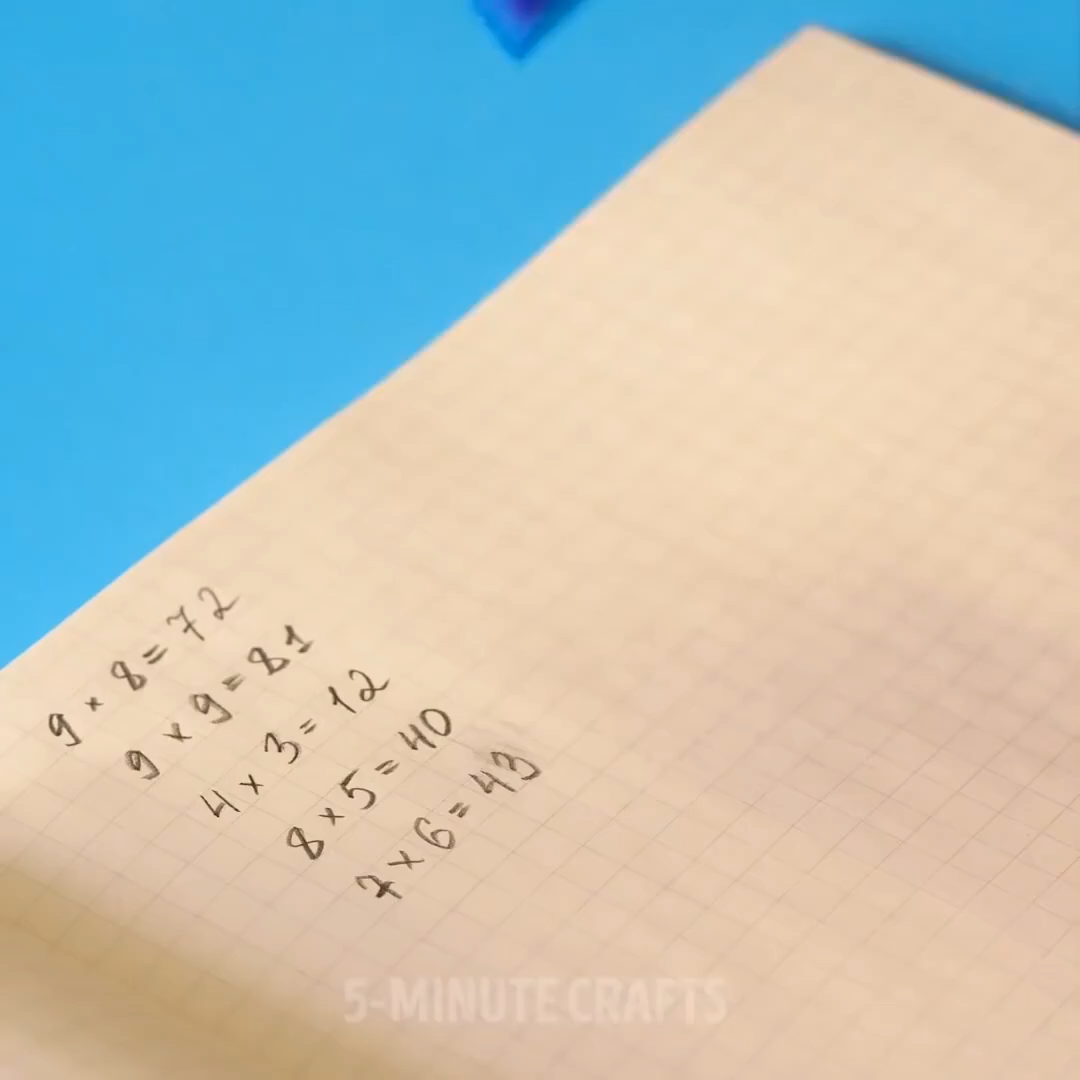 9 × 8 = 72
9 × 9 = 81
4 × 3 = 12
8 × 5 = 40
7 × 6 = 43
5-MINUTE CRAFTS